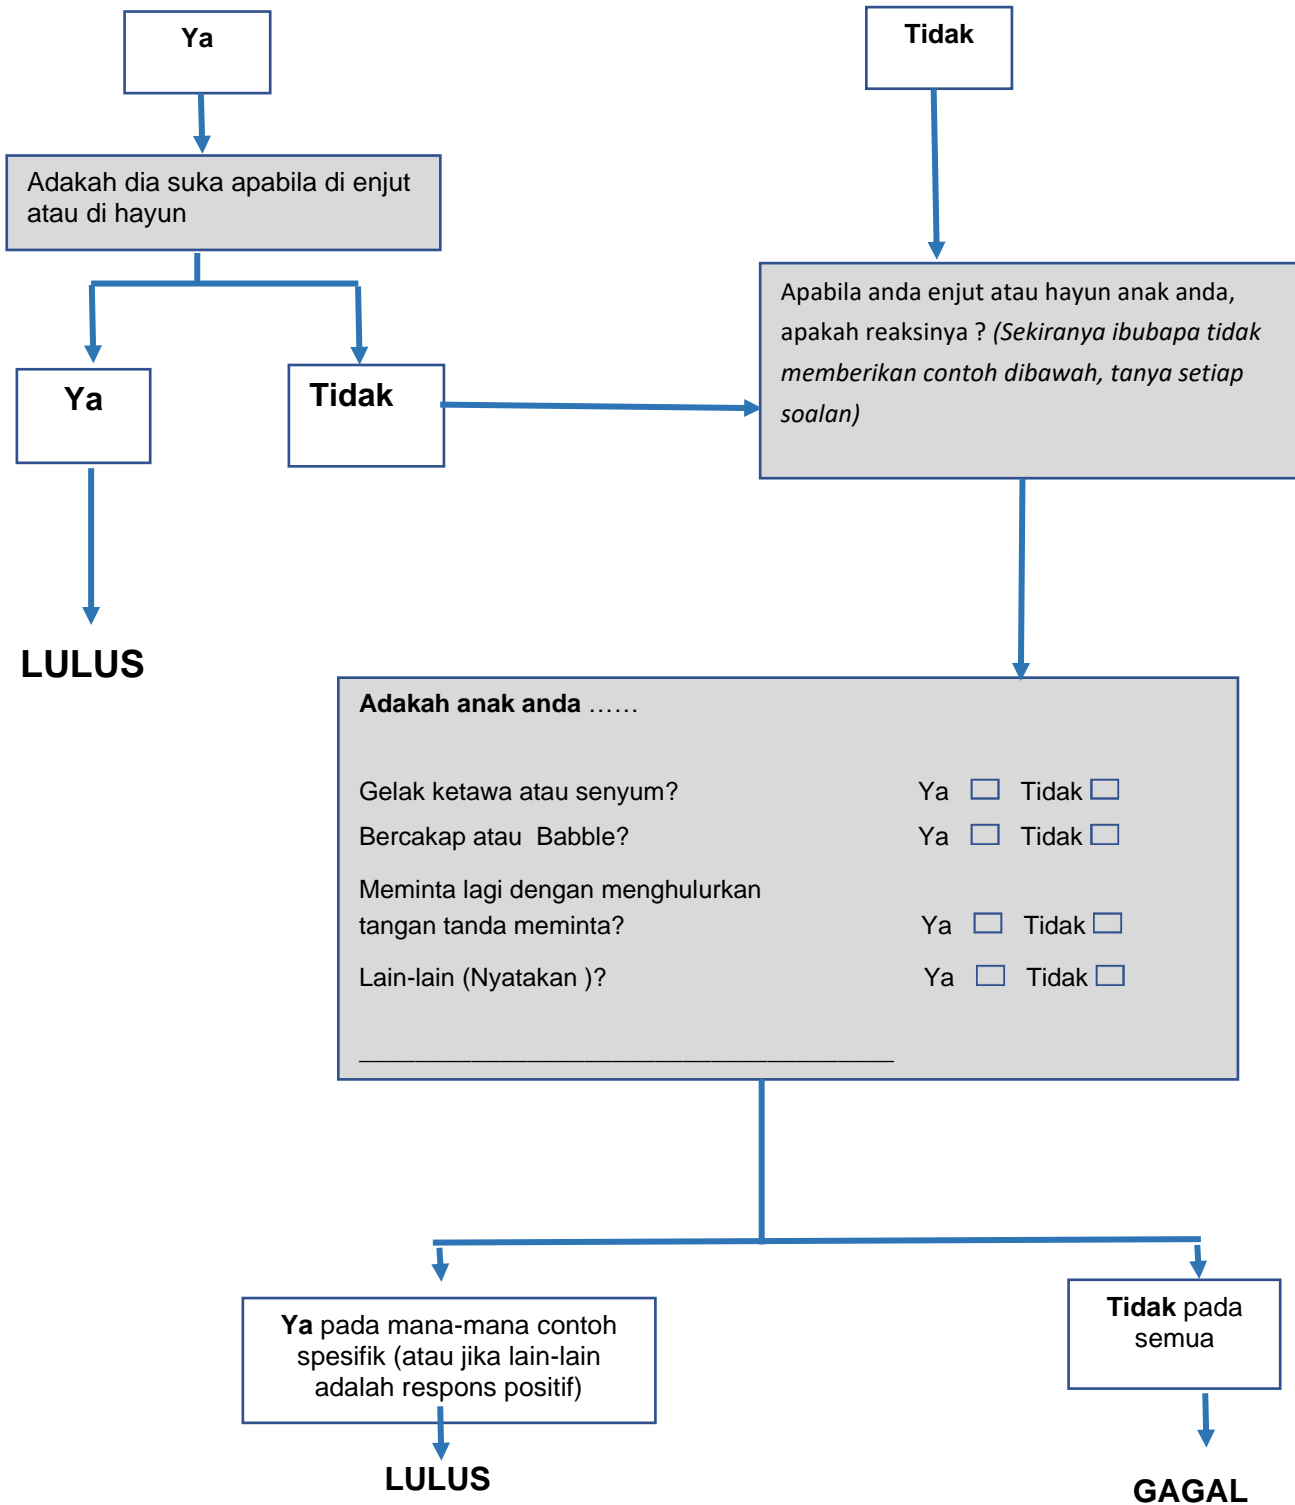 Ya
Tidak
Adakah dia suka apabila di enjut
atau di hayun
Apabila anda enjut atau hayun anak anda,
apakah reaksinya ? (Sekiranya ibubapa tidak
memberikan contoh dibawah, tanya setiap
soalan)
Ya
Tidak
LULUS
Adakah anak anda ……
Gelak ketawa atau senyum? Ya Tidak
Bercakap atau Babble? Ya Tidak
Meminta lagi dengan menghulurkan
tangan tanda meminta? Ya Tidak
Lain-lain (Nyatakan )? Ya Tidak
______________________________________
Ya pada mana-mana contoh
spesifik (atau jika lain-lain
adalah respons positif)
Tidak pada
semua
LULUS
GAGAL